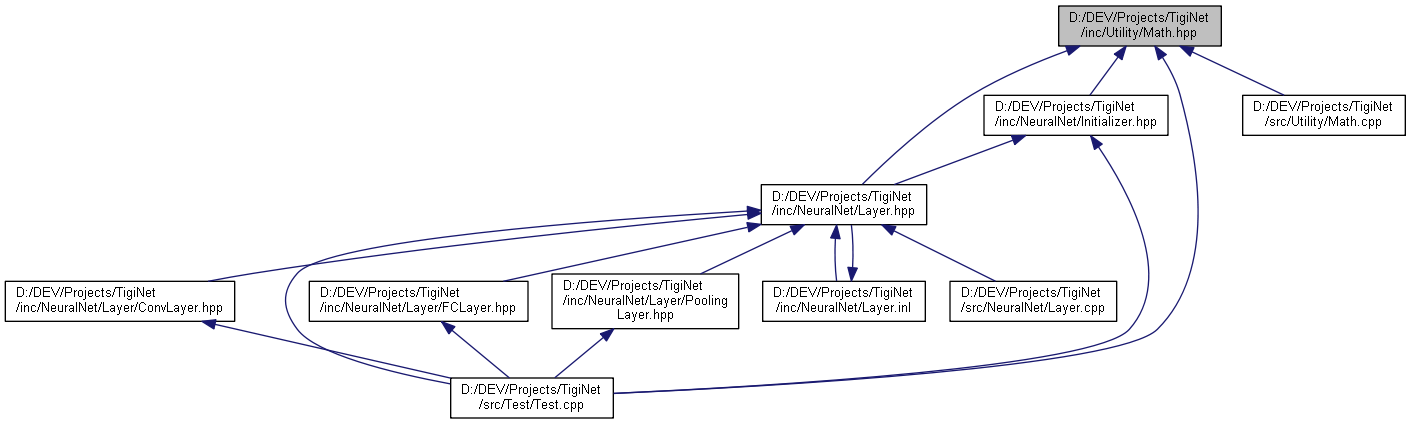 D:/DEV/Projects/TigiNet
/inc/Utility/Math.hpp
D:/DEV/Projects/TigiNet
/inc/NeuralNet/Initializer.hpp
D:/DEV/Projects/TigiNet
/src/Utility/Math.cpp
D:/DEV/Projects/TigiNet
/inc/NeuralNet/Layer.hpp
D:/DEV/Projects/TigiNet
/inc/NeuralNet/Layer/ConvLayer.hpp
D:/DEV/Projects/TigiNet
/inc/NeuralNet/Layer/FCLayer.hpp
D:/DEV/Projects/TigiNet
/inc/NeuralNet/Layer/Pooling
Layer.hpp
D:/DEV/Projects/TigiNet
/inc/NeuralNet/Layer.inl
D:/DEV/Projects/TigiNet
/src/NeuralNet/Layer.cpp
D:/DEV/Projects/TigiNet
/src/Test/Test.cpp